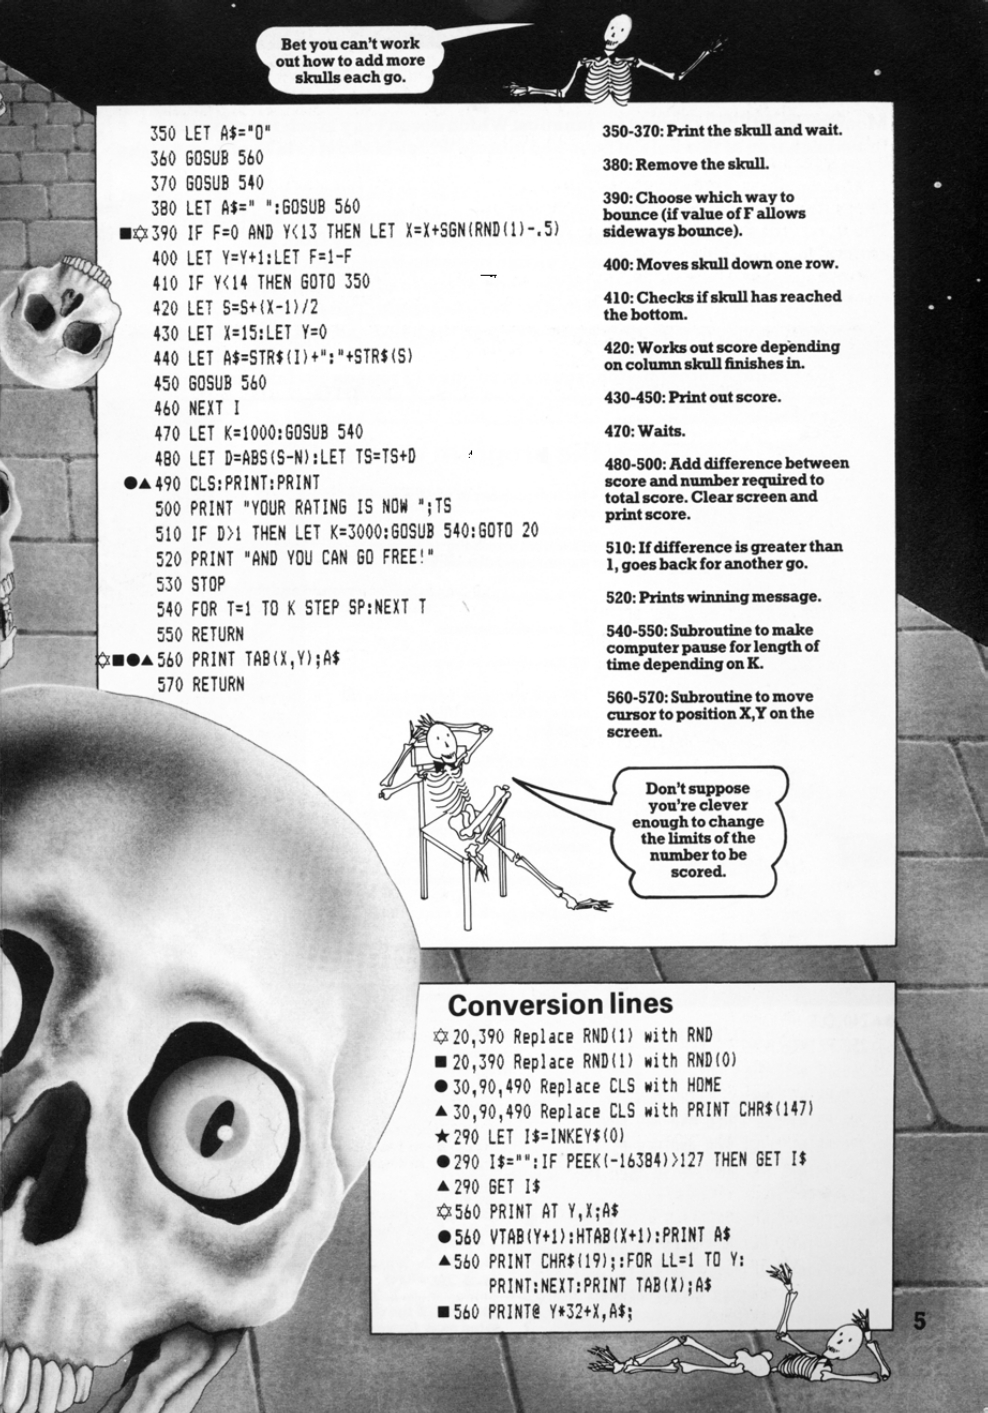 Bet you can't work
out how to add more
skulls each go.
350 LET A$="O"
360 GOSUB 560
370 GOSUB 540
380 LET A$=" ":GOSUB 560
■✡390 IF F=0 AND Y<13 THEN LET X=X+SGN(RND(1)-.5)
400 LET Y=Y+1:LET F=1-F
410 IF Y<14 THEN GOTO 350
420 LET S=S+(X-1)/2
430 LET X=15:LET Y=0
440 LET A$=STR$(I)+":"+STR$(S)
450 GOSUB 560
460 NEXT I
470 LET K=1000:GOSUB 540
480 LET D=ABS(S-N):LET TS=TS+D
●▲490 CLS:PRINT:PRINT
500 PRINT "YOUR RATING IS NOW ";TS
510 IF D>1 THEN LET K=3000:GOSUB 540:GOTO 20
520 PRINT "AND YOU CAN GO FREE!"
530 STOP
540 FOR T=1 TO K STEP SP:NEXT T
550 RETURN
✡■●▲560 PRINT TAB(X,Y);A$
570 RETURN
350-370: Print the skull and wait.
380: Remove the skull.
390: Choose which way to
bounce (if value of F allows
sideways bounce).
400: Moves skull down one row.
410: Checks if skull has reached
the bottom.
420: Works out score depending
on column skull finishes in.
430-450: Print out score.
470: Waits.
480-500: Add difference between
score and number required to
total score. Clear screen and
print score.
510: If difference is greater than
1, goes back for another go.
520: Prints winning message.
540-550: Subroutine to make
computer pause for length of
time depending on K.
560-570: Subroutine to move
cursor to position X,Y on the
screen.
Don't suppose
you're clever
enough to change
the limits of the
number to be
scored.
Conversion lines
✡20,390 Replace RND(1) with RND
■20,390 Replace RND(1) with RND(0)
●30,90,490 Replace CLS with HOME
▲30,90,490 Replace CLS with PRINT CHR$(147)
★290 LET I$=INKEY$(0)
●290 I$="":IF PEEK(-16384)>127 THEN GET I$
▲290 GET I$
✡560 PRINT AT Y,X;A$
●560 VTAB(Y+1):HTAB(X+1):PRINT A$
▲560 PRINT CHR$(19);:FOR LL=1 TO Y:
PRINT:NEXT:PRINT TAB(X);A$
■560 PRINT@ Y*32+X,A$;
5